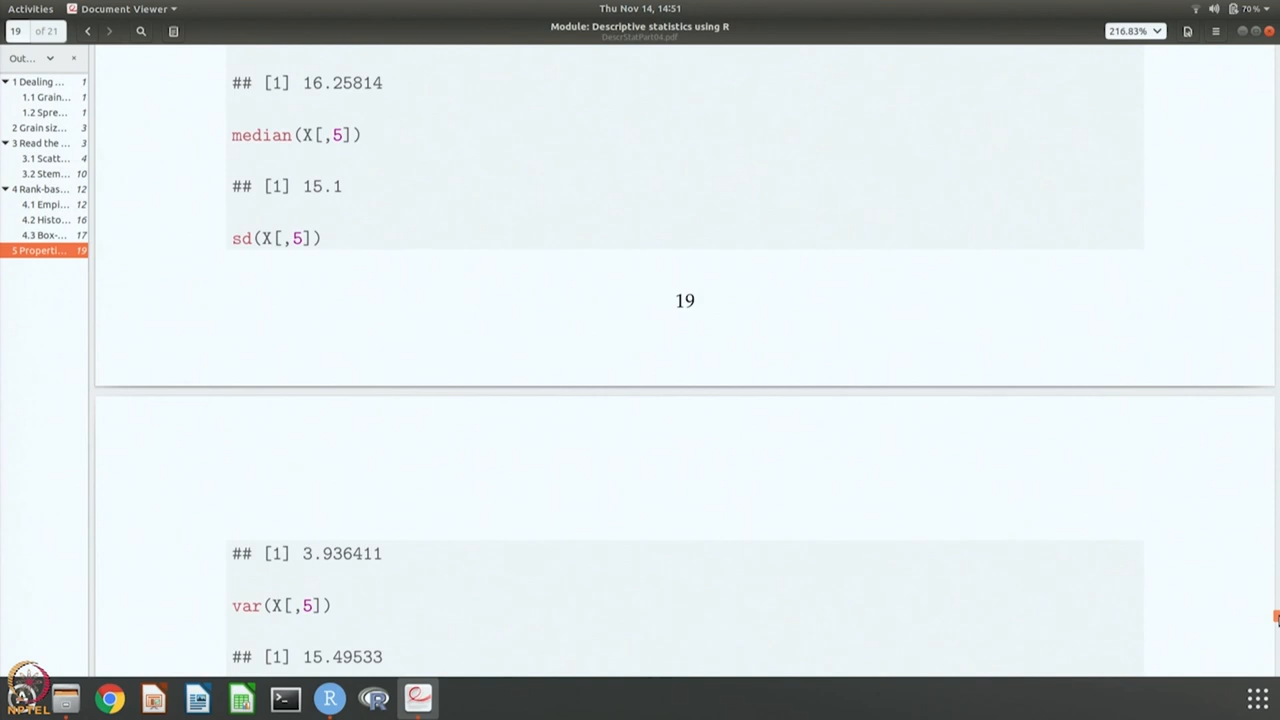 Activities
Document Viewer
Thu Nov 14, 14:51
70 %
19 of 21
Module: Descriptive statistics using R
DescrStatPart04.pdf
216.83%
Out...
1 Dealing ... 1
1.1 Grain... 1
1.2 Spre... 1
2 Grain siz... 3
3 Read the ... 3
3.1 Scatt... 4
3.2 Stem... 10
4 Rank-bas... 12
4.1 Empi... 12
4.2 Histo... 16
4.3 Box-... 17
5 Properti... 19
## [1] 16.25814
median(X[,5])
## [1] 15.1
sd(X[,5])
19
## [1] 3.936411
var(X[,5])
## [1] 15.49533
NPTEL